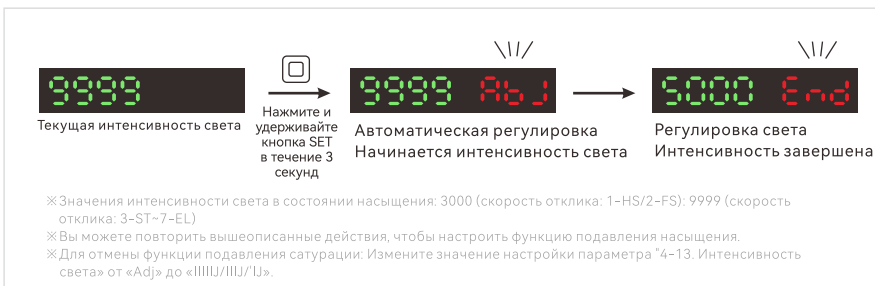 9999
9999 AbJ
5000 End
Текущая интенсивность света
Нажмите и
удерживайте
кнопка SET
в течение 3
секунд
Автоматическая регулировка
Начинается интенсивность света
Регулировка света
Интенсивность завершена
※Значения интенсивности света в состоянии насыщения: 3000 (скорость отклика: 1-HS/2-FS): 9999 (скорость
отклика: 3-ST~7-EL)
※Вы можете повторить вышеописанные действия, чтобы настроить функцию подавления насыщения.
※Для отмены функции подавления сатурации: Измените значение настройки параметра "4-13. Интенсивность
света» от «Adj» до «IIIIIJ/IIIJ/'IJ».